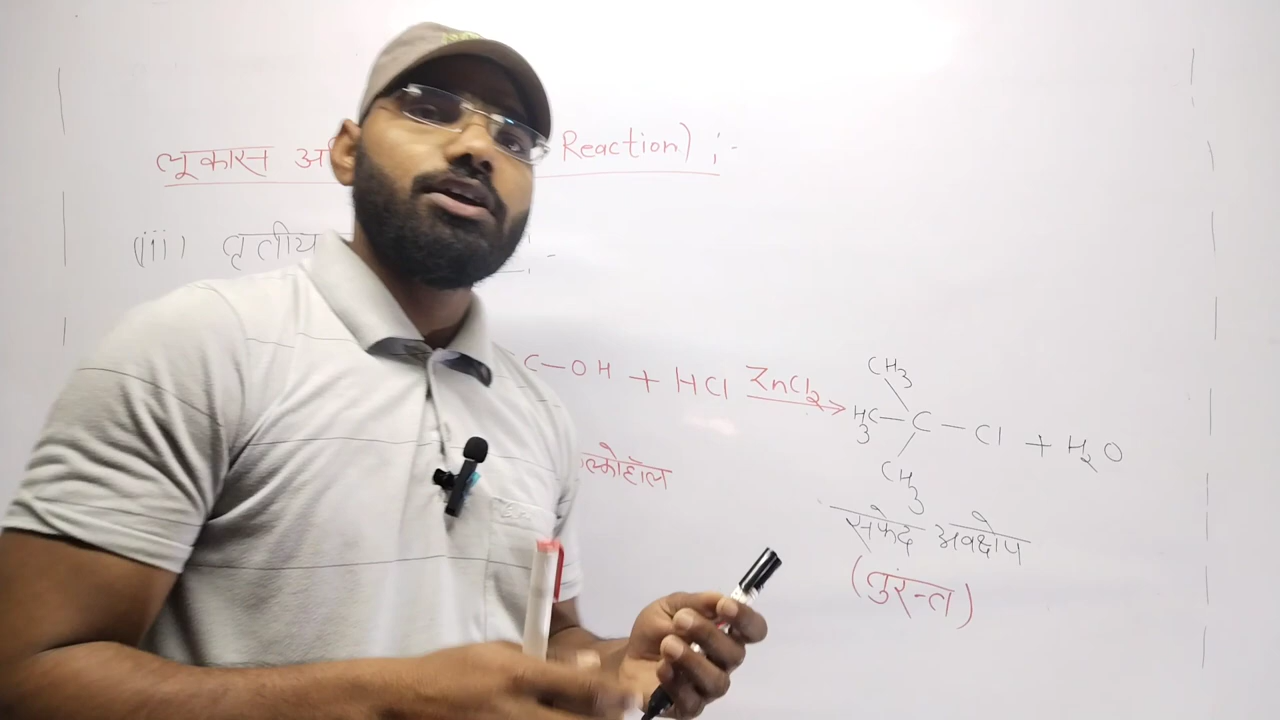 लूकास अ Reaction) :-
(iii) तृतीय :-
CH3
C-OH + HCl ZnCl2 → H3C-C-Cl + H2O
CH3
ल्कोहॉल
सफेद अवक्षेप
(तुरन्त)